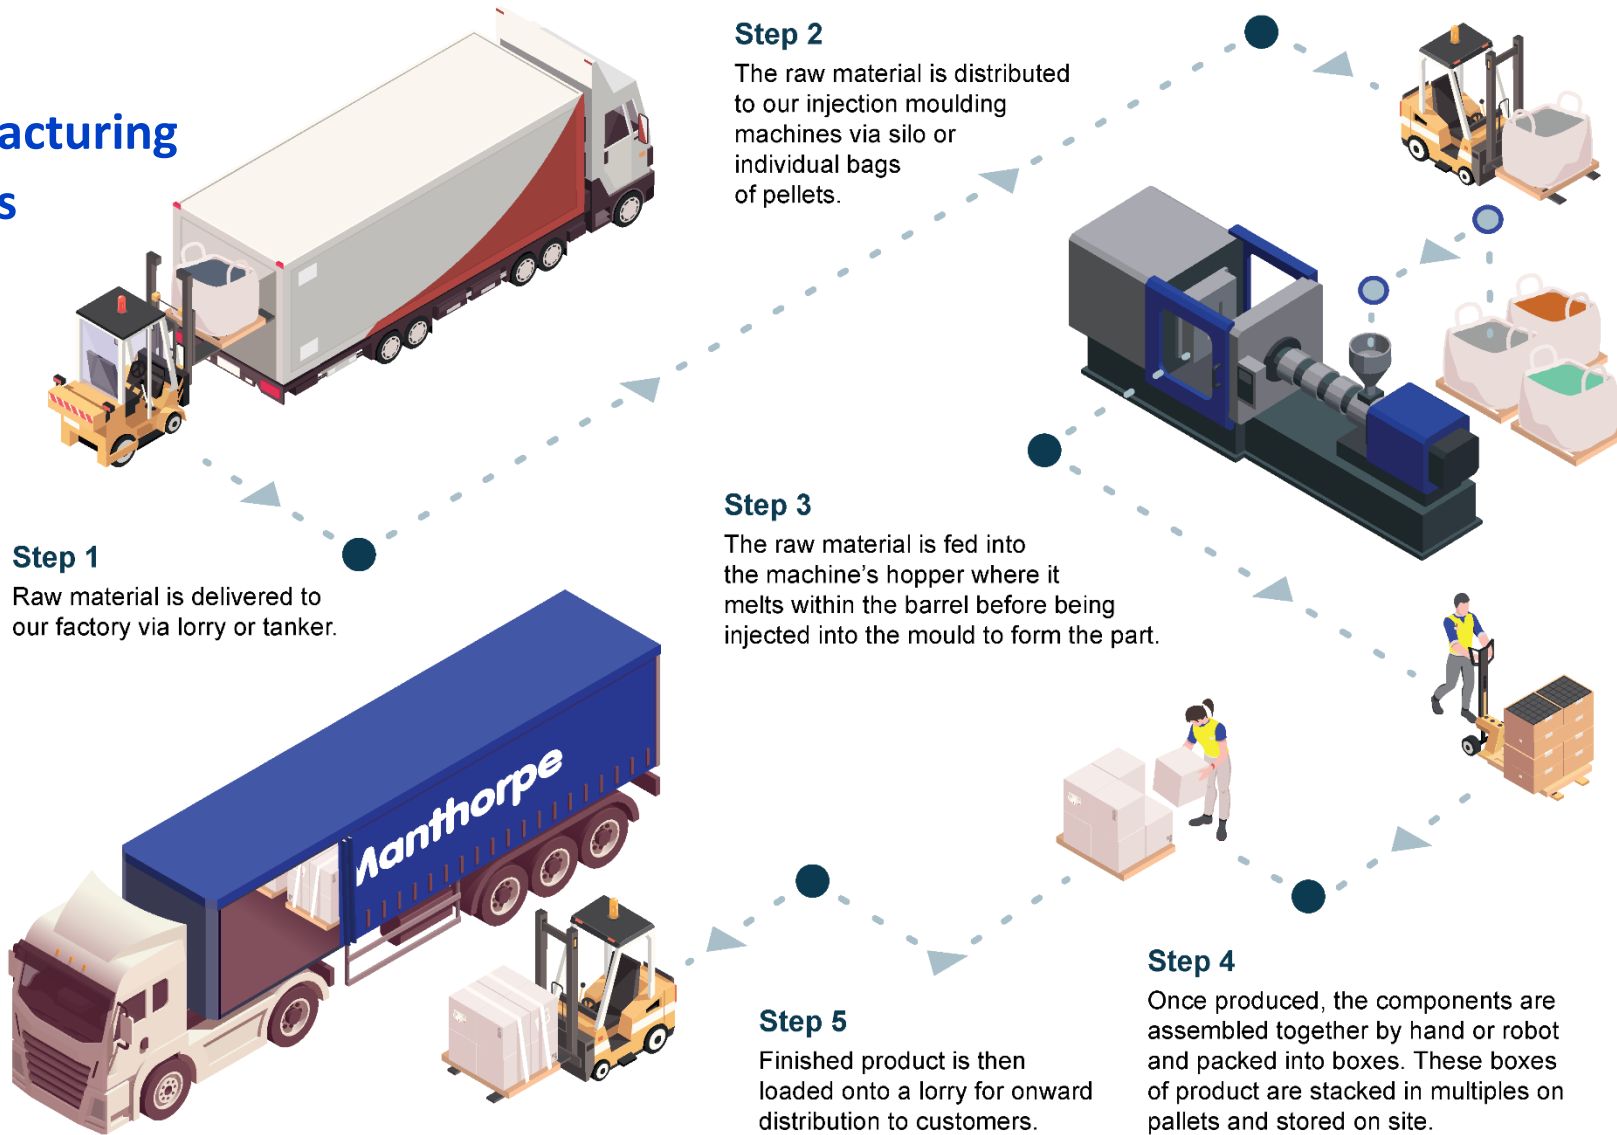 acturing
s
Step 1
Raw material is delivered to
our factory via lorry or tanker.
Step 2
The raw material is distributed
to our injection moulding
machines via silo or
individual bags
of pellets.
Step 3
The raw material is fed into
the machine's hopper where it
melts within the barrel before being
injected into the mould to form the part.
Step 4
Once produced, the components are
assembled together by hand or robot
and packed into boxes. These boxes
of product are stacked in multiples on
pallets and stored on site.
Step 5
Finished product is then
loaded onto a lorry for onward
distribution to customers.
Manthorpe